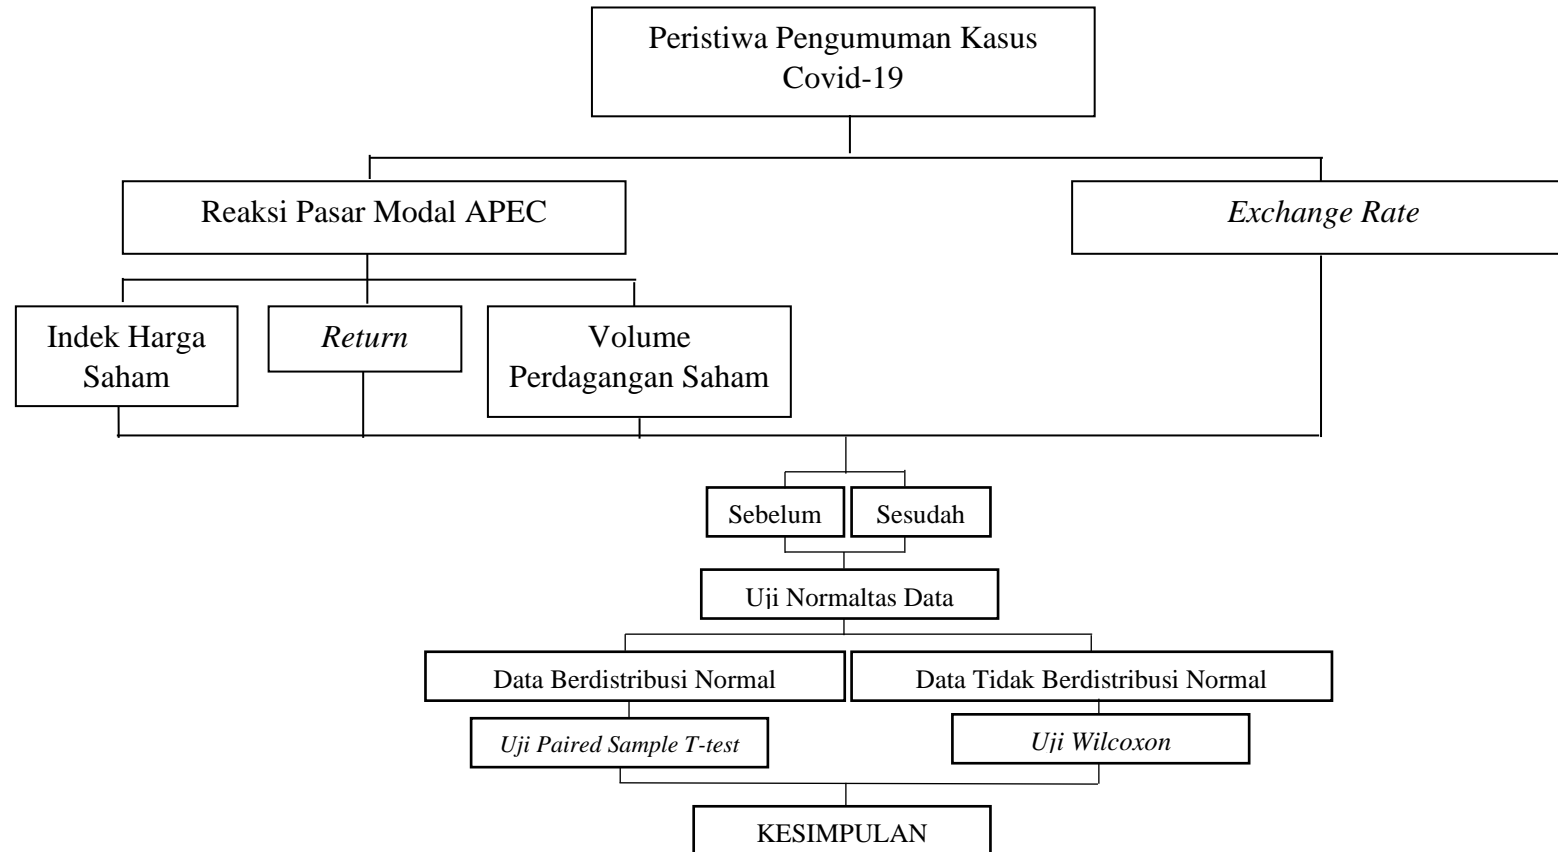 Peristiwa Pengumuman Kasus
Covid-19
Reaksi Pasar Modal APEC
Exchange Rate
Indek Harga
Saham
Return
Volume
Perdagangan Saham
Sebelum
Sesudah
Uji Normaltas Data
Data Berdistribusi Normal
Data Tidak Berdistribusi Normal
Uji Paired Sample T-test
Uji Wilcoxon
KESIMPULAN